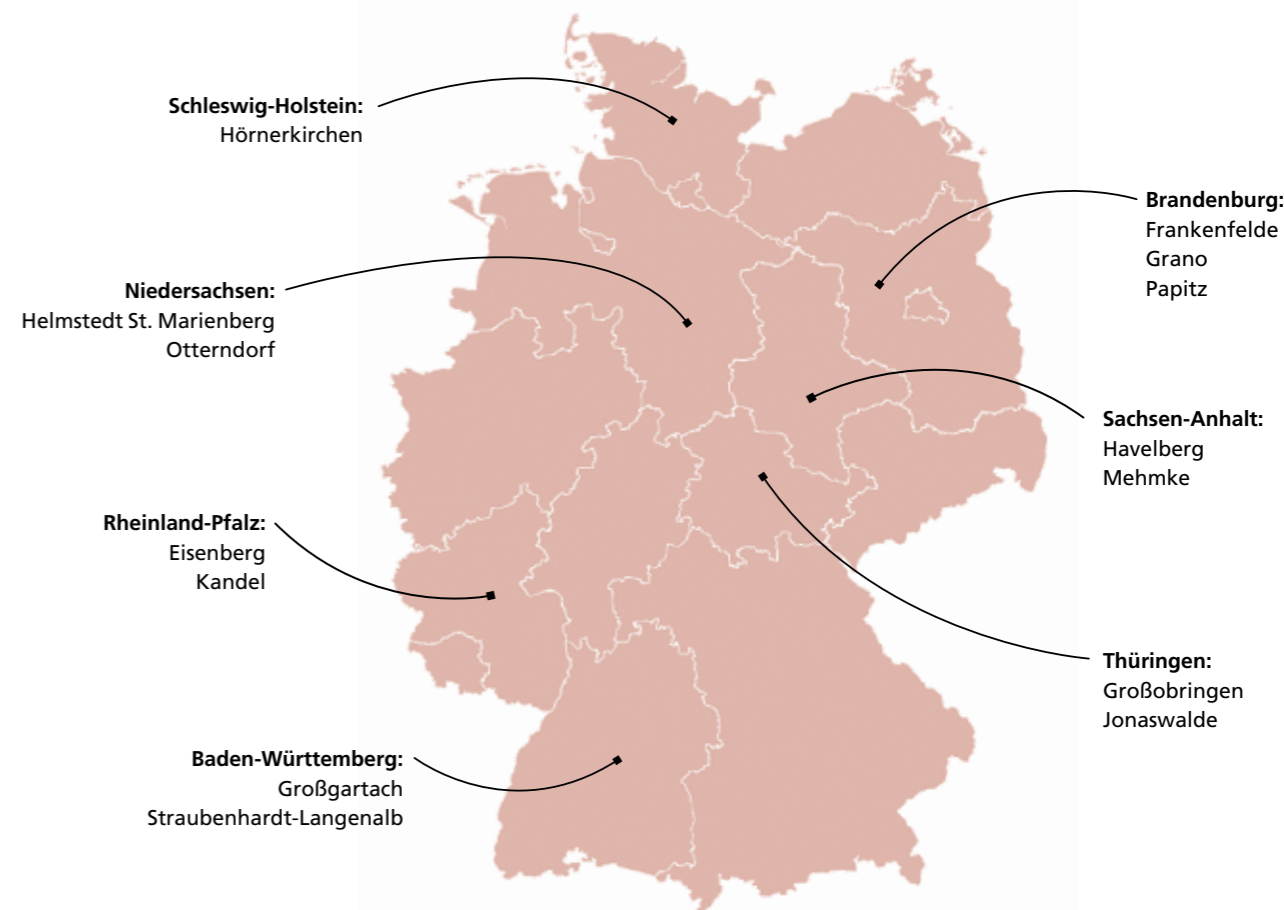 Schleswig-Holstein:
Hörnerkirchen
Niedersachsen:
Helmstedt St. Marienberg
Otterndorf
Rheinland-Pfalz:
Eisenberg
Kandel
Baden-Württemberg:
Großgartach
Straubenhardt-Langenalb
Brandenburg:
Frankenfelde
Grano
Papitz
Sachsen-Anhalt:
Havelberg
Mehmke
Thüringen:
Großobringen
Jonaswalde